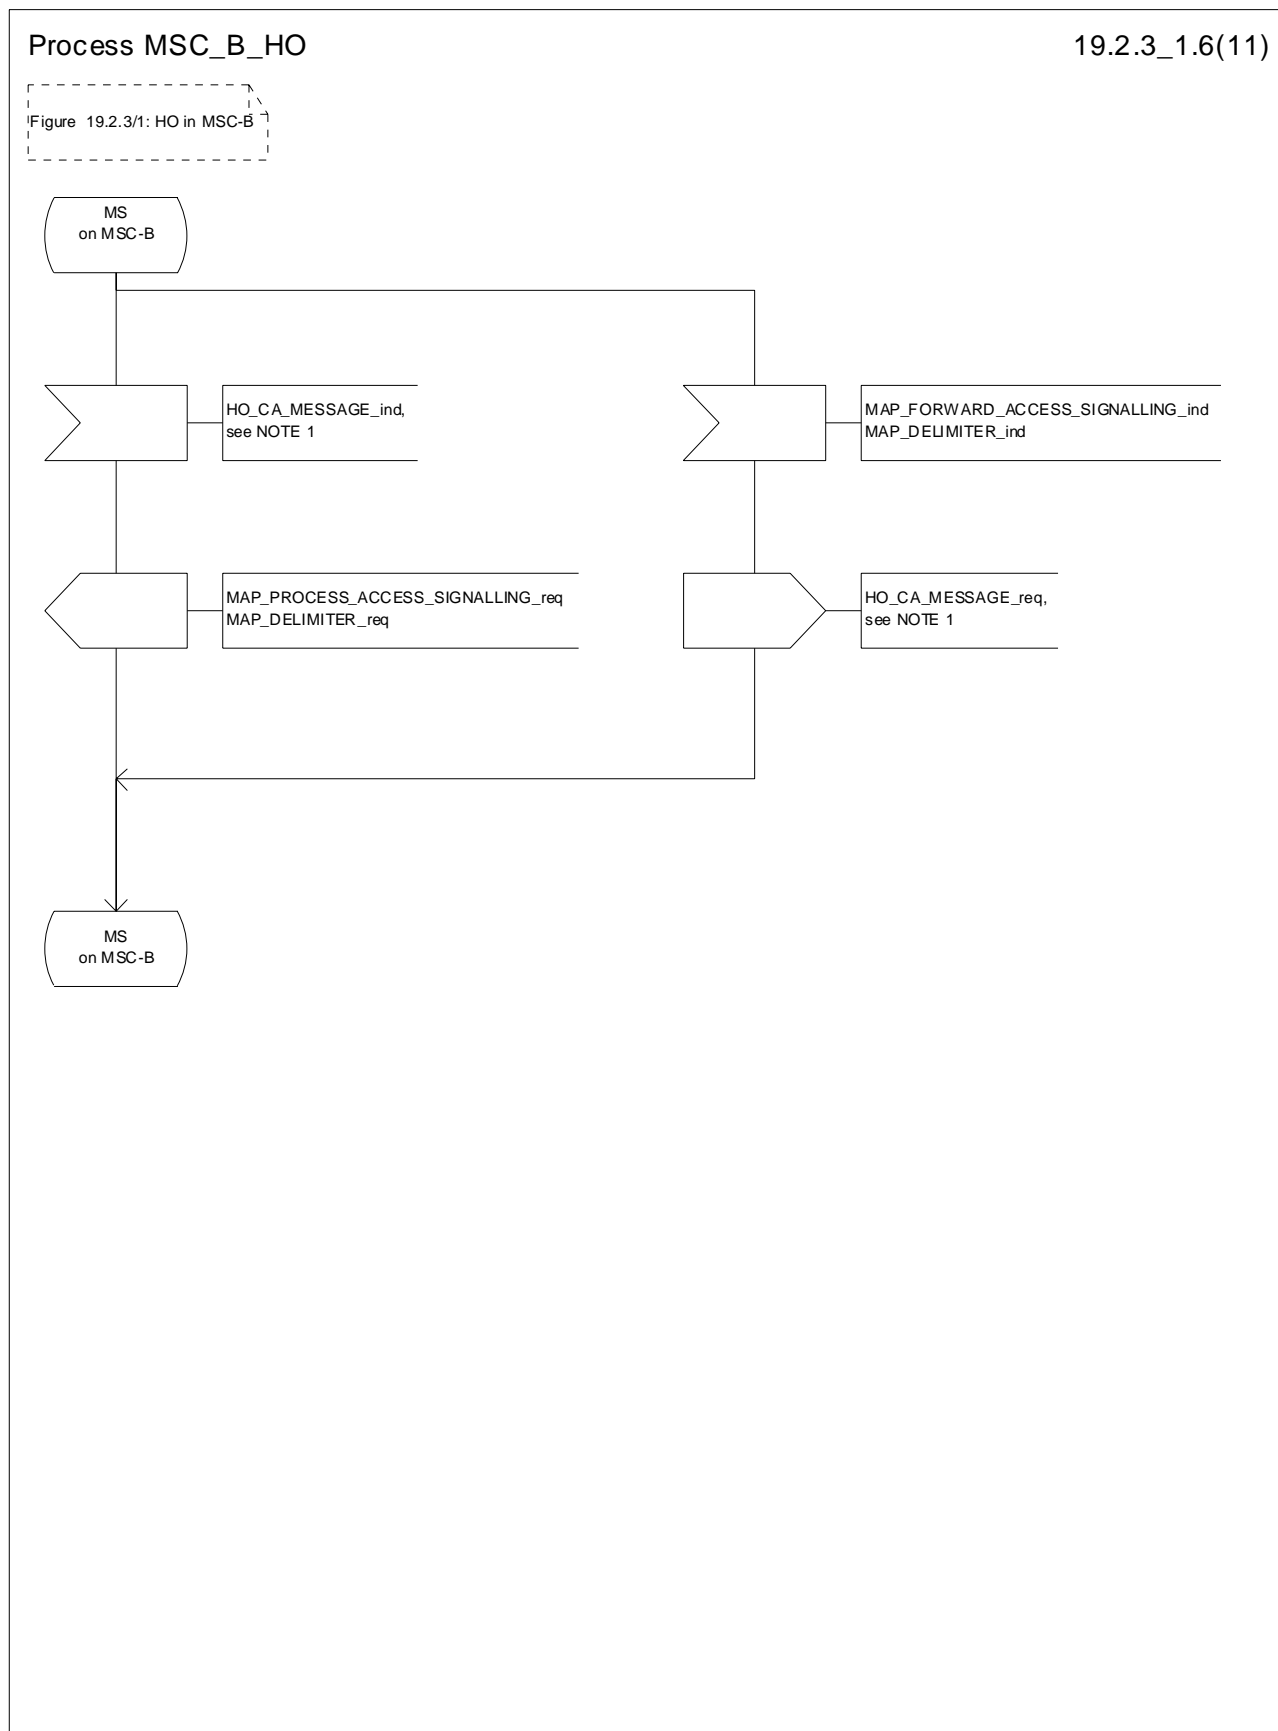 Process MSC_B_HO
19.2.3_1.6(11)
Figure 19.2.3/1: HO in MSC-B
MS
on MSC-B
HO_CA_MESSAGE_ind,
see NOTE 1
MAP_FORWARD_ACCESS_SIGNALLING_ind
MAP_DELIMITER_ind
MAP_PROCESS_ACCESS_SIGNALLING_req
MAP_DELIMITER_req
HO_CA_MESSAGE_req,
see NOTE 1
MS
on MSC-B